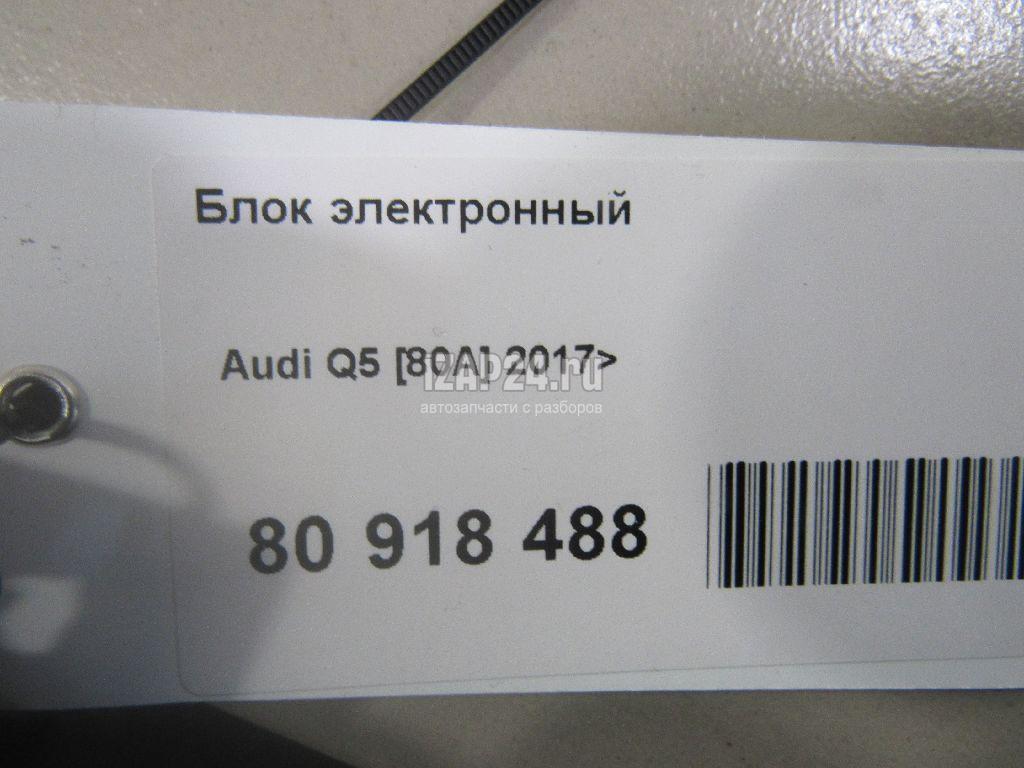 Блок электронный
Audi Q5 [80A] 2017>
iZAP24.ru
автозапчасти с разборов
80 918 488